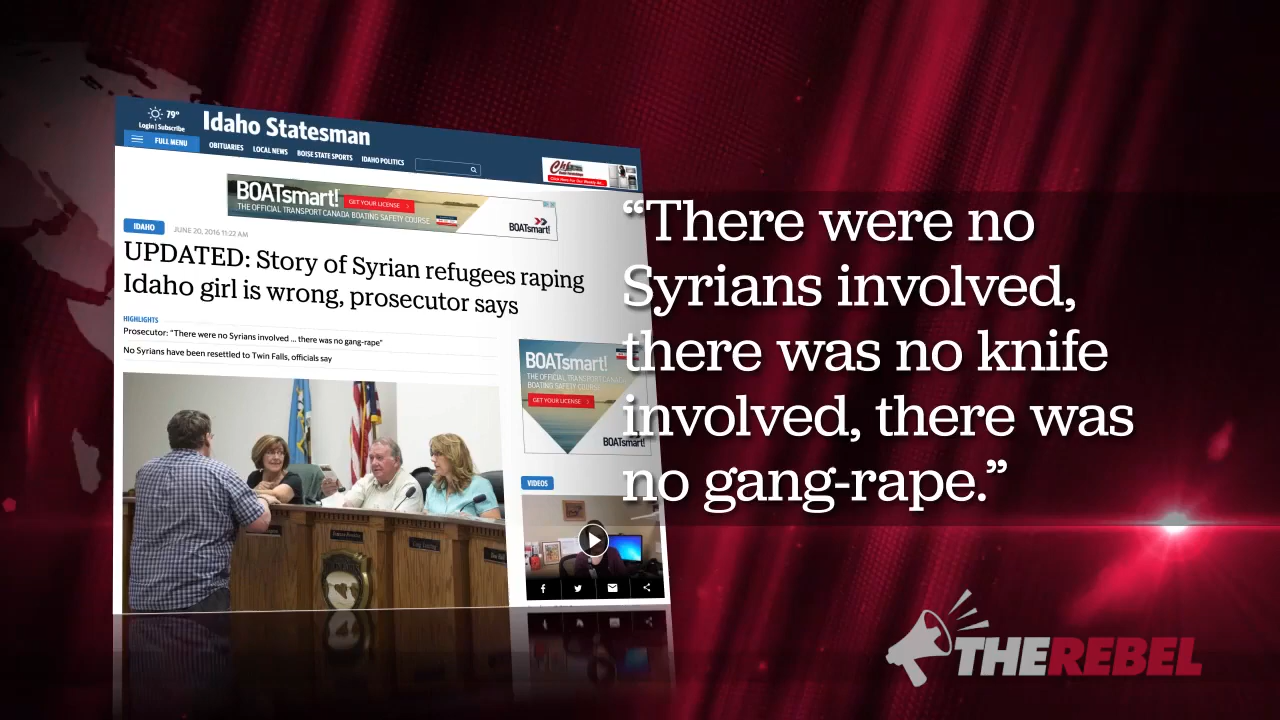 79°
Login | Subscribe
Idaho Statesman
FULL MENU
OBITUARIES LOCAL NEWS BOISE STATE SPORTS IDAHO POLITICS
BOATsmart!
GET YOUR LICENSE >
THE OFFICIAL TRANSPORT CANADA BOATING SAFETY COURSE
BOATsmart!
IDAHO JUNE 20, 2016 11:22 AM
UPDATED: Story of Syrian refugees raping
Idaho girl is wrong, prosecutor says
HIGHLIGHTS
Prosecutor: “There were no Syrians involved ... there was no gang-rape”
No Syrians have been resettled to Twin Falls, officials say
BOATsmart!
THE OFFICIAL TRANSPORT CANADA
BOATING SAFETY COURSE
GET YOUR LICENSE >
BOATsmart!
VIDEOS
“There were no
Syrians involved,
there was no knife
involved, there was
no gang-rape.”
THEREBEL